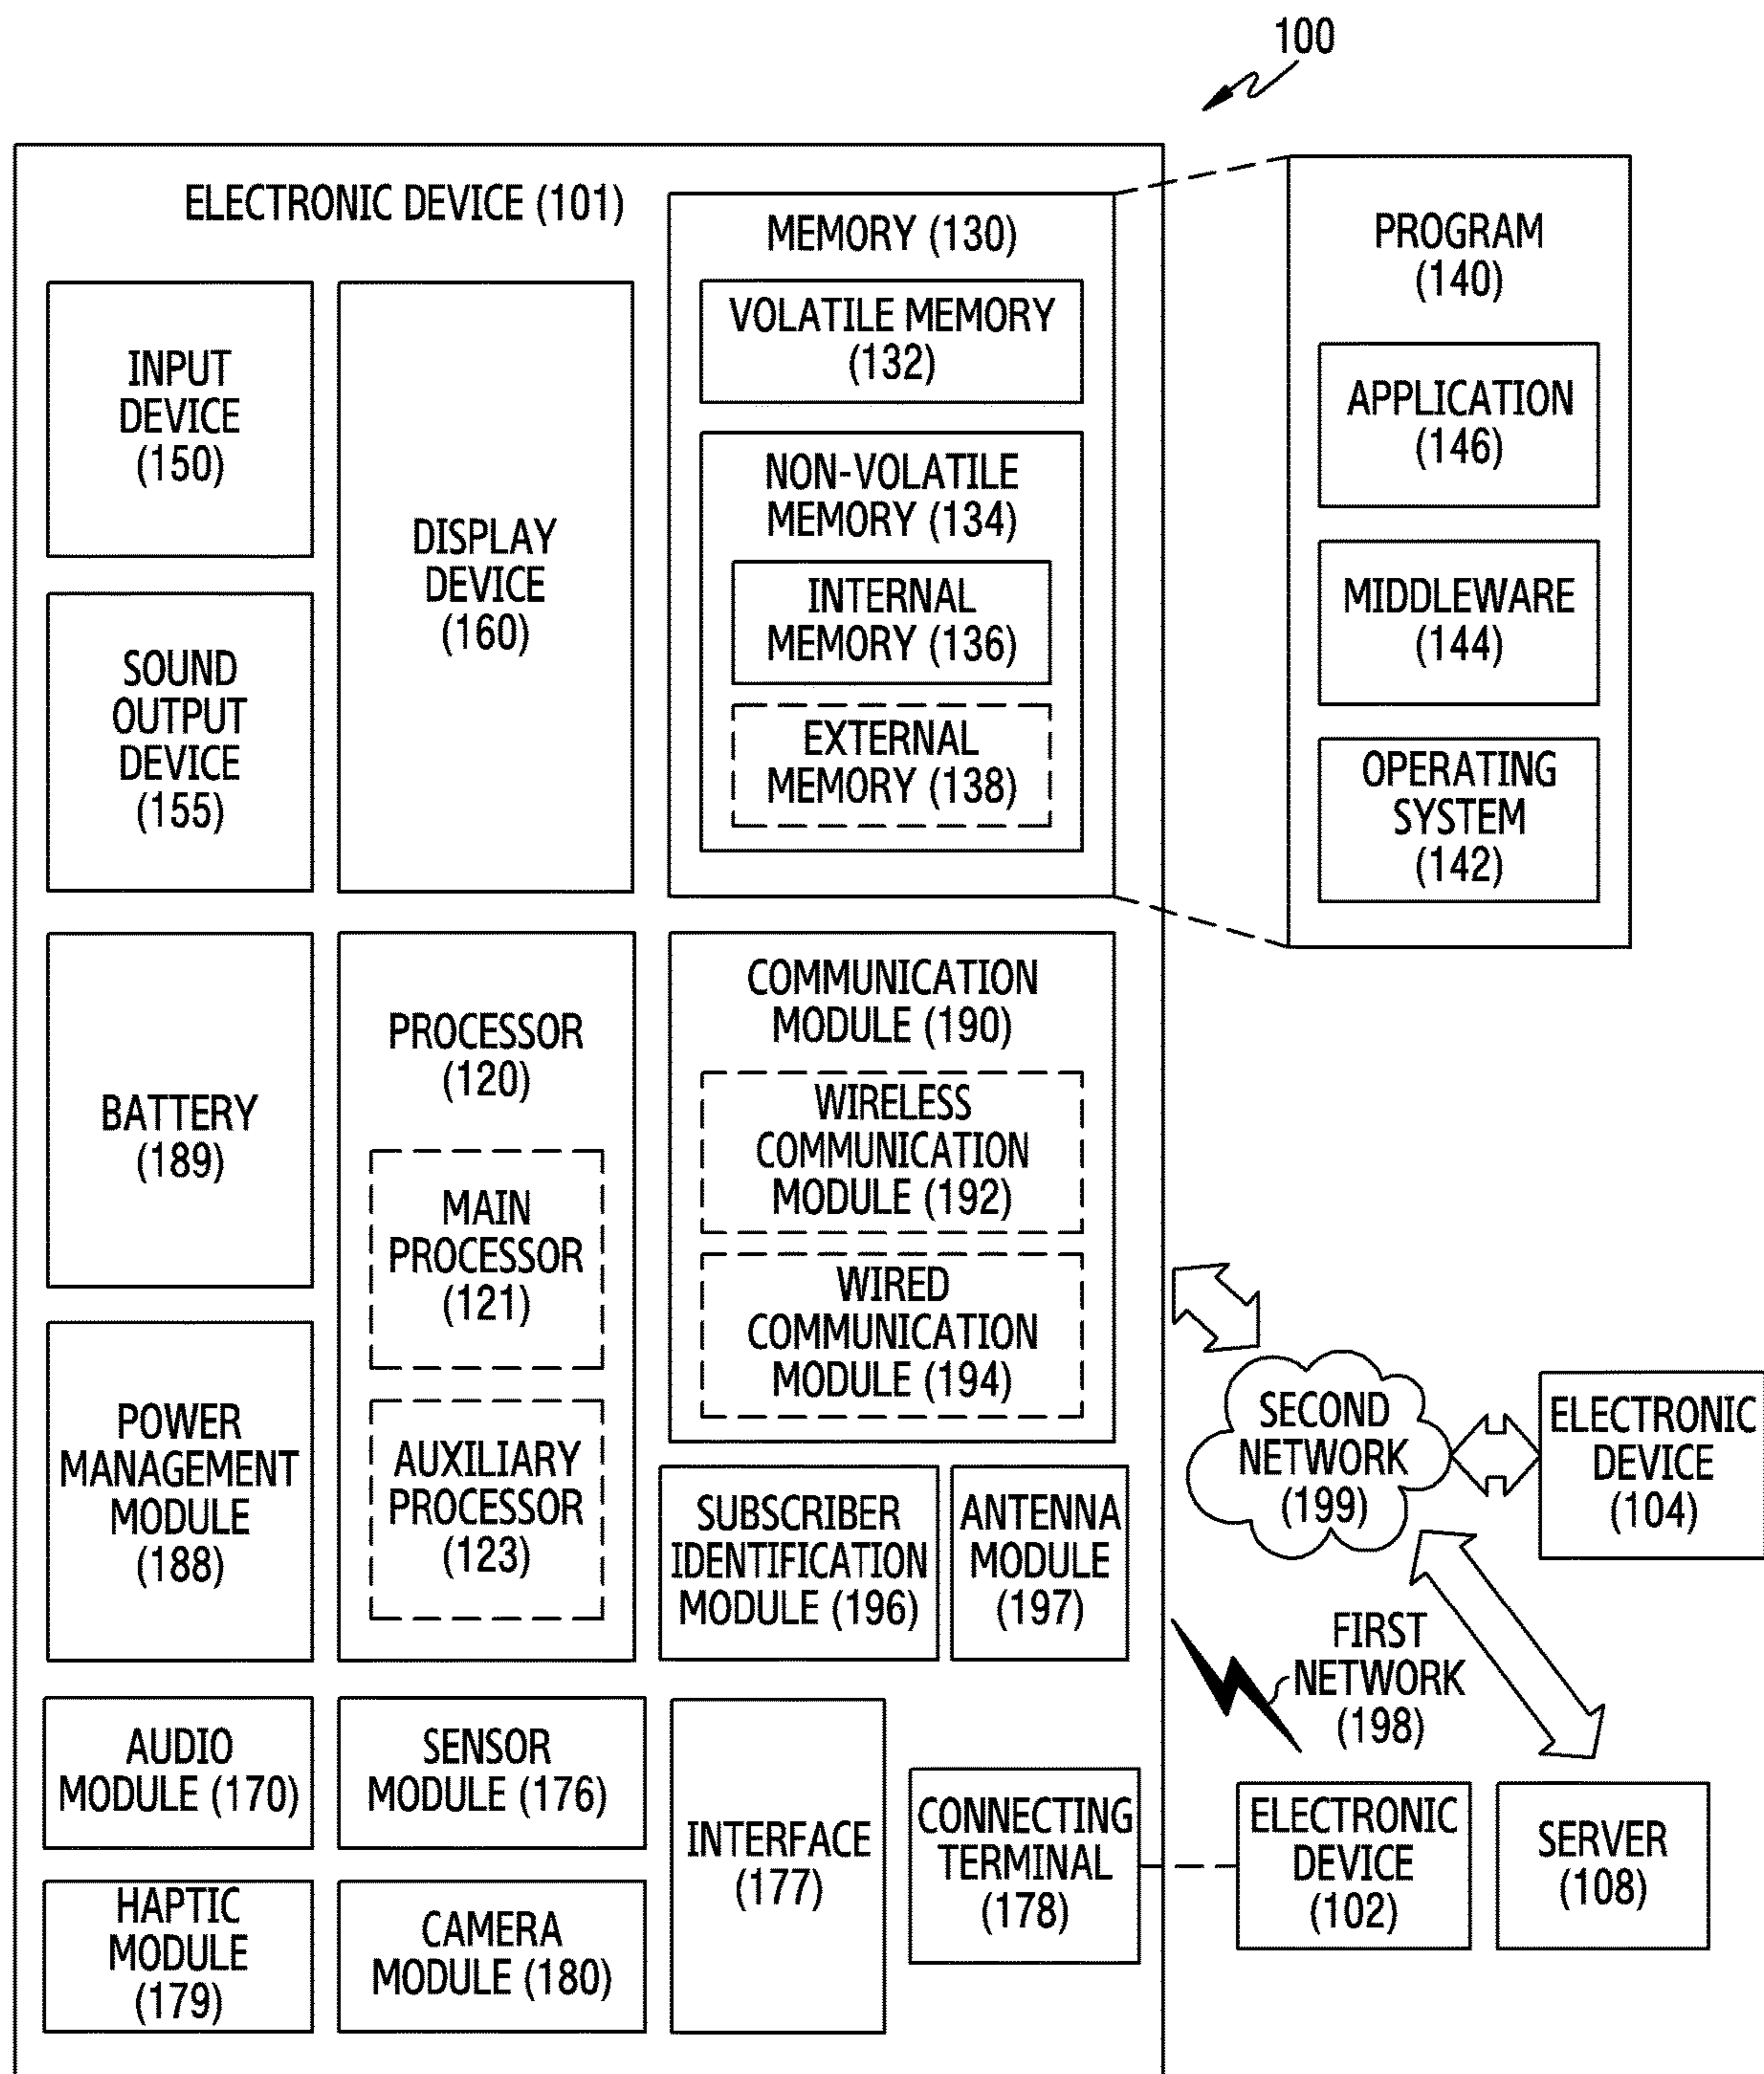 100
ELECTRONIC DEVICE (101)
INPUT
DEVICE
(150)
SOUND
OUTPUT
DEVICE
(155)
DISPLAY
DEVICE
(160)
MEMORY (130)
VOLATILE MEMORY
(132)
NON-VOLATILE
MEMORY (134)
INTERNAL
MEMORY (136)
EXTERNAL
MEMORY (138)
PROGRAM
(140)
APPLICATION
(146)
MIDDLEWARE
(144)
OPERATING
SYSTEM
(142)
BATTERY
(189)
POWER
MANAGEMENT
MODULE
(188)
PROCESSOR
(120)
MAIN
PROCESSOR
(121)
AUXILIARY
PROCESSOR
(123)
COMMUNICATION
MODULE (190)
WIRELESS
COMMUNICATION
MODULE (192)
WIRED
COMMUNICATION
MODULE (194)
SUBSCRIBER
IDENTIFICATION
MODULE (196)
ANTENNA
MODULE
(197)
SECOND
NETWORK
(199)
ELECTRONIC
DEVICE
(104)
FIRST
NETWORK
(198)
AUDIO
MODULE (170)
SENSOR
MODULE (176)
HAPTIC
MODULE
(179)
CAMERA
MODULE (180)
INTERFACE
(177)
CONNECTING
TERMINAL
(178)
ELECTRONIC
DEVICE
(102)
SERVER
(108)